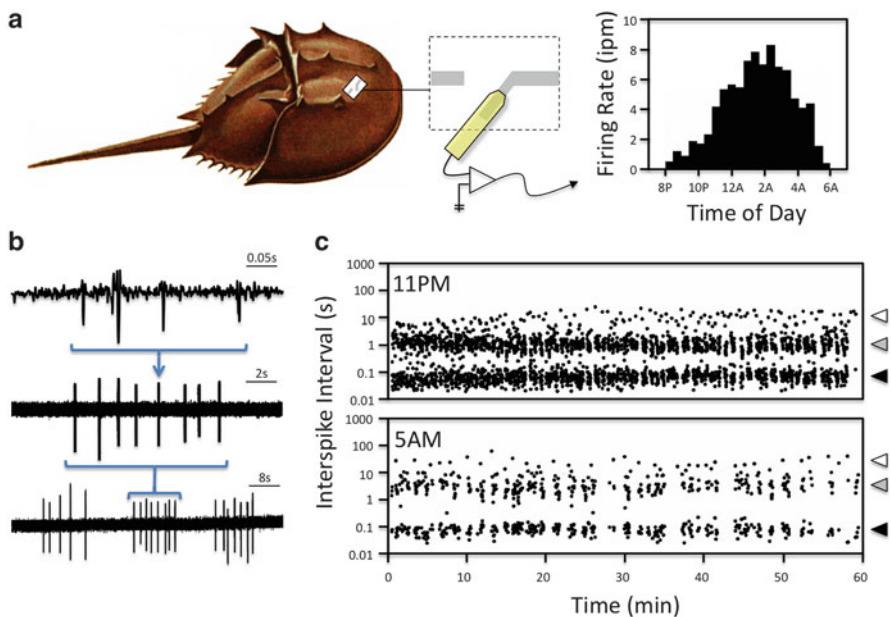 a
Firing Rate (ipm)
10
8
6
4
2
0
8P 10P 12A 2A 4A 6A
Time of Day
b
0.05s
2s
8s
c
Interspike Interval (s)
1000
100
10
1
0.1
0.01
11PM
1000
100
10
1
0.1
0.01
5AM
0 10 20 30 40 50 60
Time (min)